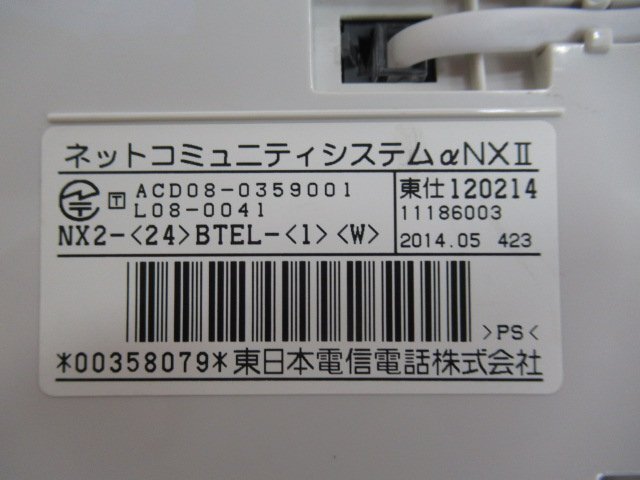 ネットコミュニティシステムαNXⅡ
T ACD08-0359001
L08-0041
東仕120214
11186003
NX2-<24>BTEL-<1><W>
2014.05 423
>PS<
*00358079*東日本電信電話株式会社